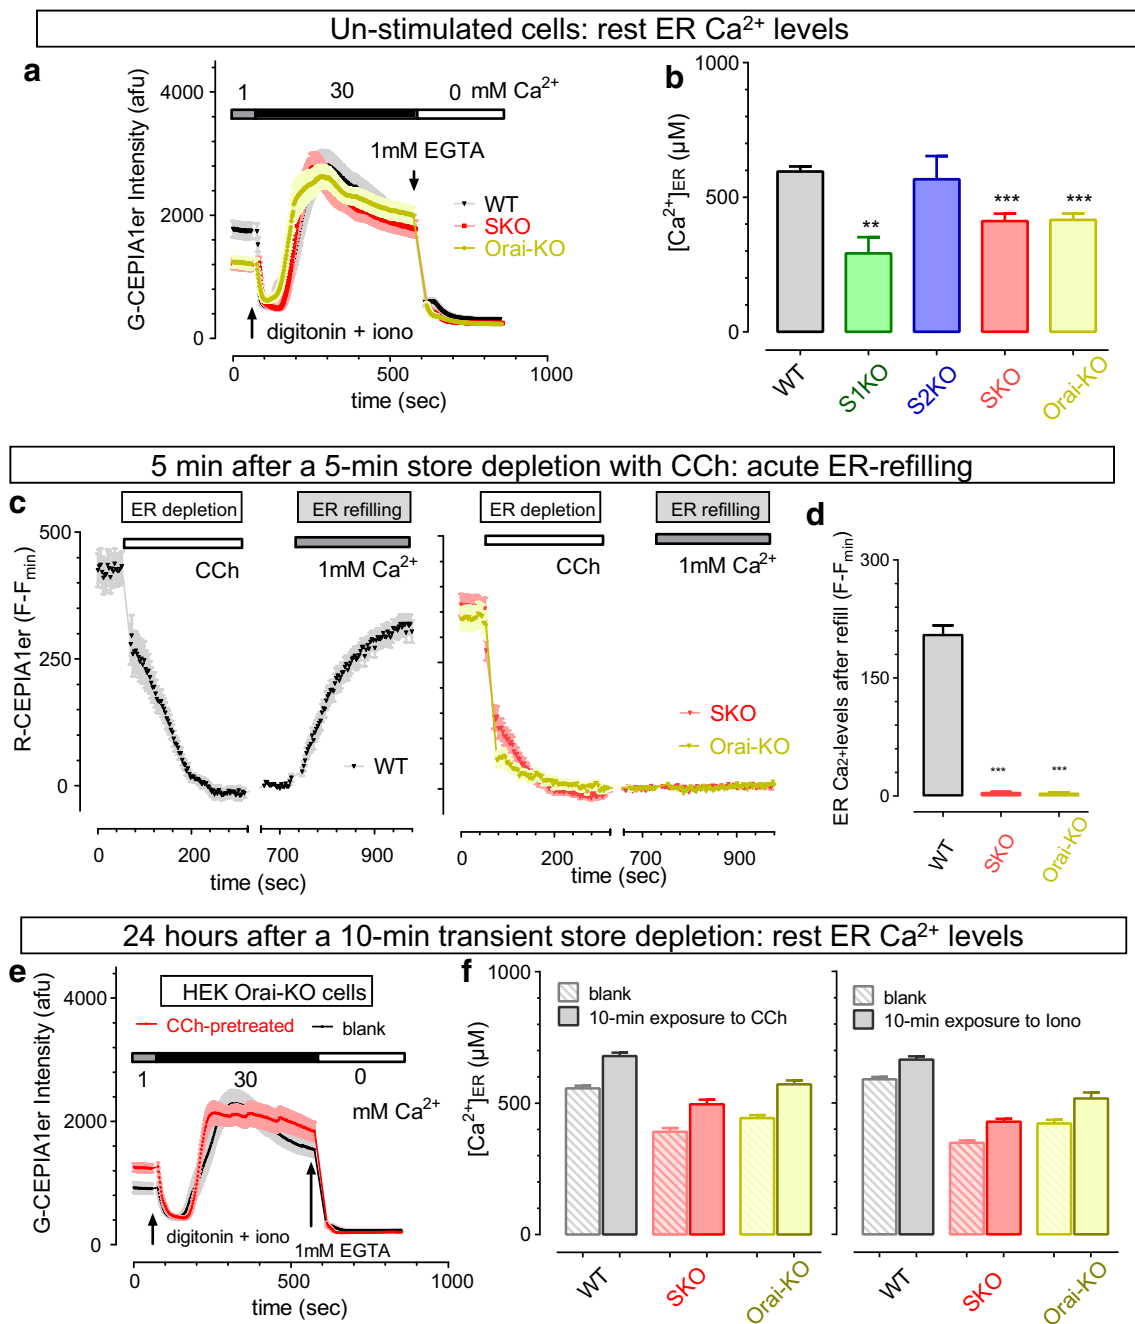 Un-stimulated cells: rest ER Ca²⁺ levels
a
G-CEPIA1er Intensity (afu)
4000
2000
0
1 30 0 mM Ca²⁺
1mM EGTA
WT
SKO
Orai-KO
digitonin + iono
0 500 1000
time (sec)
b
[Ca²⁺]ER (µM)
1000
500
0
** *** ***
WT S1KO S2KO SKO Orai-KO
5 min after a 5-min store depletion with CCh: acute ER-refilling
c
R-CEPIA1er (F-Fmin)
500
250
0
ER depletion ER refilling
CCh 1mM Ca²⁺
WT
0 200 700 900
time (sec)
ER depletion ER refilling
CCh 1mM Ca²⁺
SKO
Orai-KO
0 200 700 900
time (sec)
d
ER Ca2+levels after refill (F-Fmin)
300
150
0
*** ***
WT SKO Orai-KO
24 hours after a 10-min transient store depletion: rest ER Ca²⁺ levels
e
G-CEPIA1er Intensity (afu)
4000
2000
0
HEK Orai-KO cells
CCh-pretreated blank
1 30 0
mM Ca²⁺
digitonin + iono
1mM EGTA
0 500 1000
time (sec)
f
[Ca²⁺]ER (µM)
1000
500
0
blank
10-min exposure to CCh
WT SKO Orai-KO
blank
10-min exposure to Iono
WT SKO Orai-KO